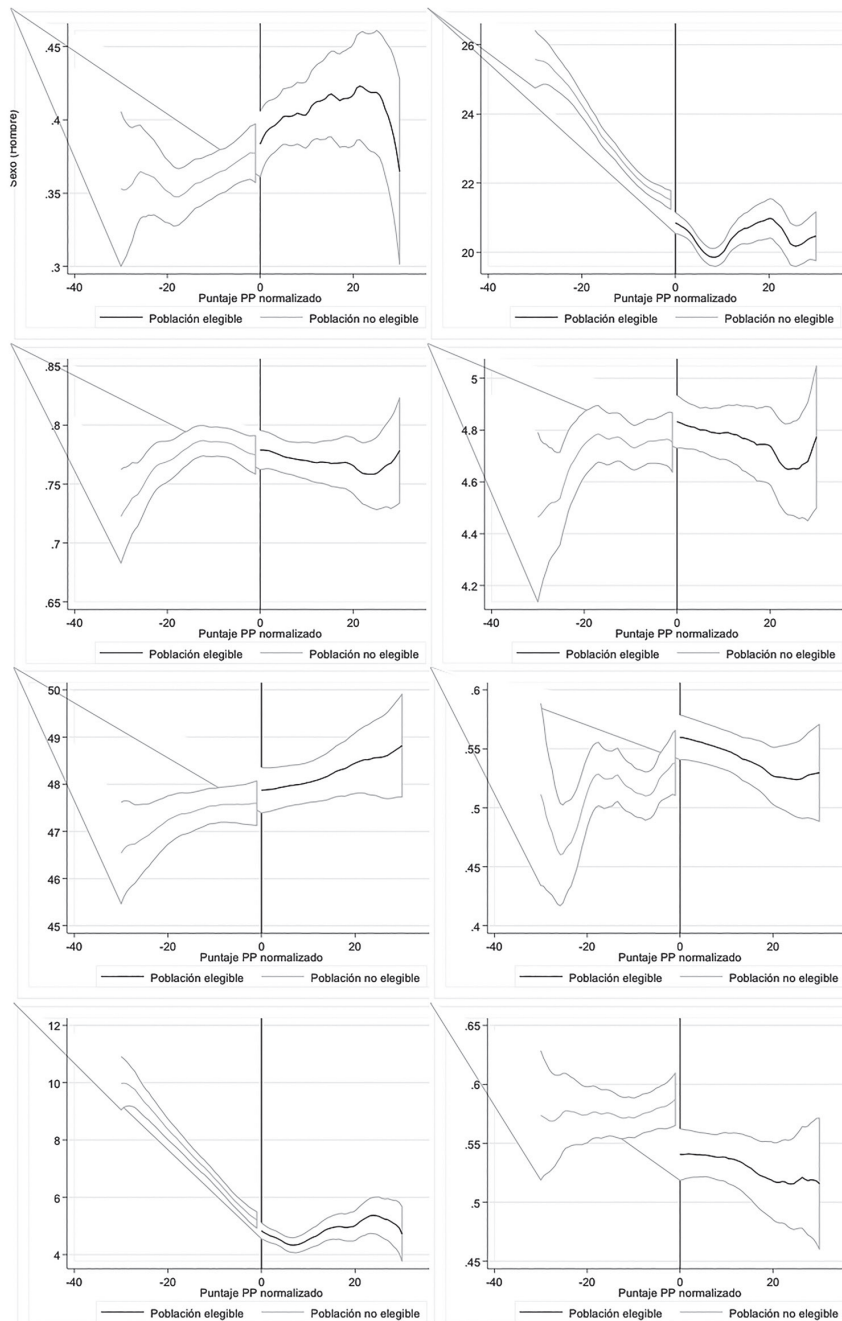 .45
.4
.35
.3
Sexo (Hombre)
-40 -20 0 20
Puntaje PP normalizado
Población elegible Población no elegible
26
24
22
21
20
-40 -20 0 20
Puntaje PP normalizado
Población elegible Población no elegible
.85
.8
.75
.7
.65
-40 -20 0 20
Puntaje PP normalizado
Población elegible Población no elegible
5
4.8
4.6
4.4
4.2
-40 -20 0 20
Puntaje PP normalizado
Población elegible Población no elegible
50
49
48
47
46
45
-40 -20 0 20
Puntaje PP normalizado
Población elegible Población no elegible
.6
.55
.5
.45
.4
-40 -20 0 20
Puntaje PP normalizado
Población elegible Población no elegible
12
10
8
6
4
-40 -20 0 20
Puntaje PP normalizado
Población elegible Población no elegible
.65
.6
.55
.5
.45
-40 -20 0 20
Puntaje PP normalizado
Población elegible Población no elegible